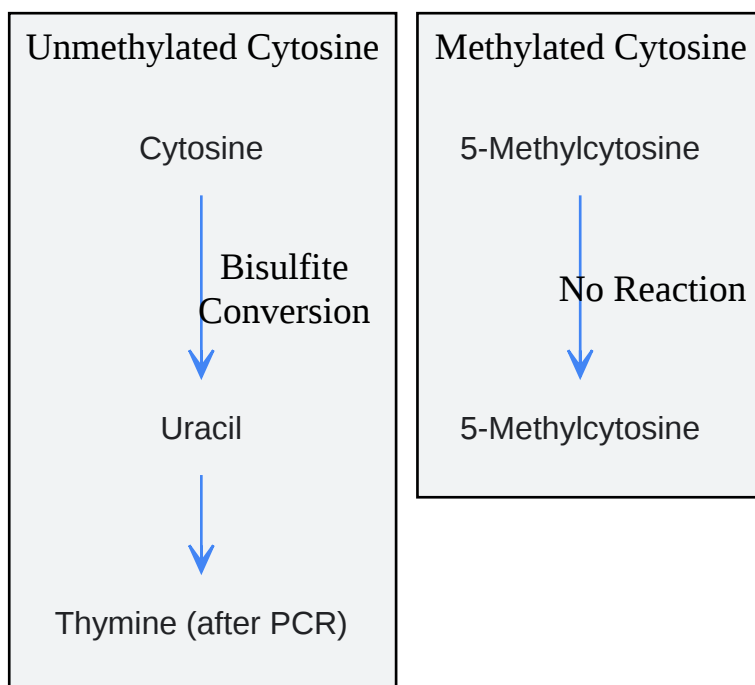 Unmethylated Cytosine
Cytosine
Bisulfite
Conversion
Uracil
Thymine (after PCR)
Methylated Cytosine
5-Methylcytosine
No Reaction
5-Methylcytosine